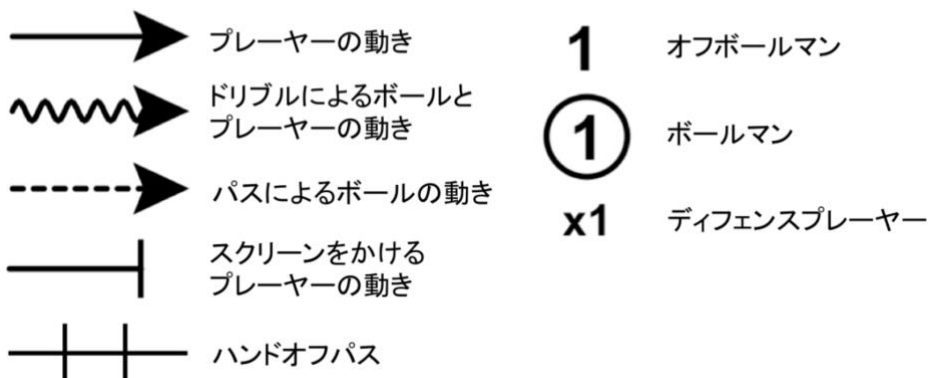 プレーヤーの動き
ドリブルによるボールと
プレーヤーの動き
パスによるボールの動き
スクリーンをかける
プレーヤーの動き
ハンドオフパス
1 オフボールマン
1 ボールマン
x1 ディフェンスプレーヤー